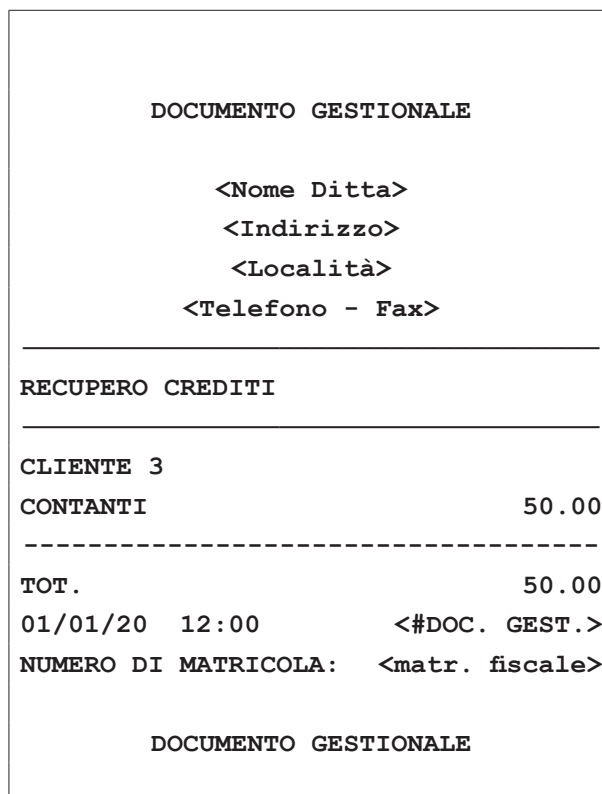 DOCUMENTO GESTIONALE
<Nome Ditta>
<Indirizzo>
<Località>
<Telefono - Fax>
RECUPERO CREDITI
CLIENTE 3
CONTANTI 50.00
------------------------------------
TOT. 50.00
01/01/20 12:00 <#DOC. GEST.>
NUMERO DI MATRICOLA: <matr. fiscale>
DOCUMENTO GESTIONALE